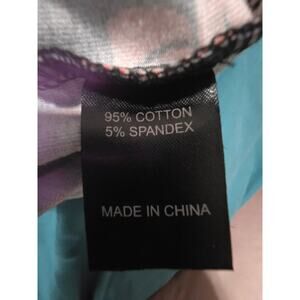 95% COTTON
5% SPANDEX
MADE IN CHINA